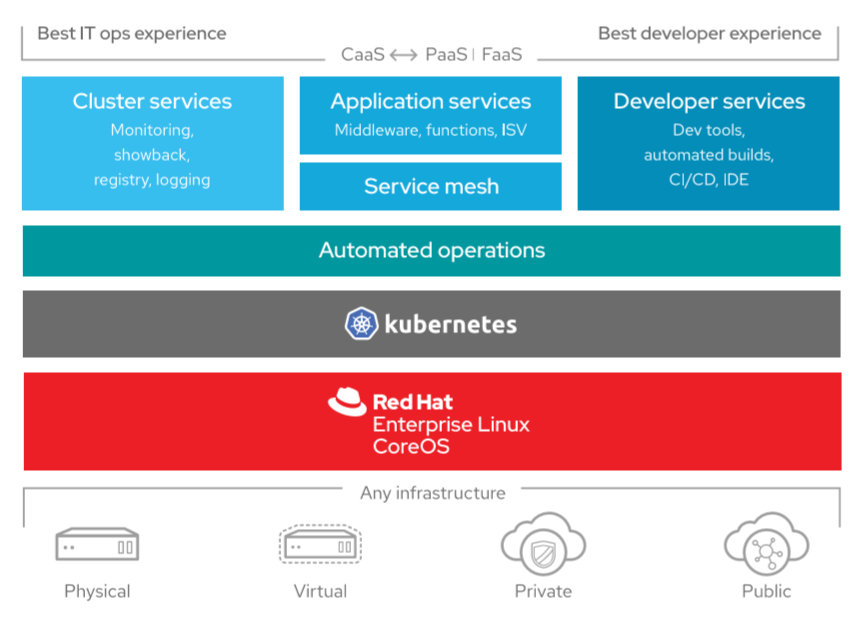 Best IT ops experience
Best developer experience
CaaS ↔ PaaS | FaaS
Cluster services
Monitoring,
showback,
registry, logging
Application services
Middleware, functions, ISV
Service mesh
Developer services
Dev tools,
automated builds,
CI/CD, IDE
Automated operations
kubernetes
Red Hat
Enterprise Linux
CoreOS
Any infrastructure
Physical
Virtual
Private
Public